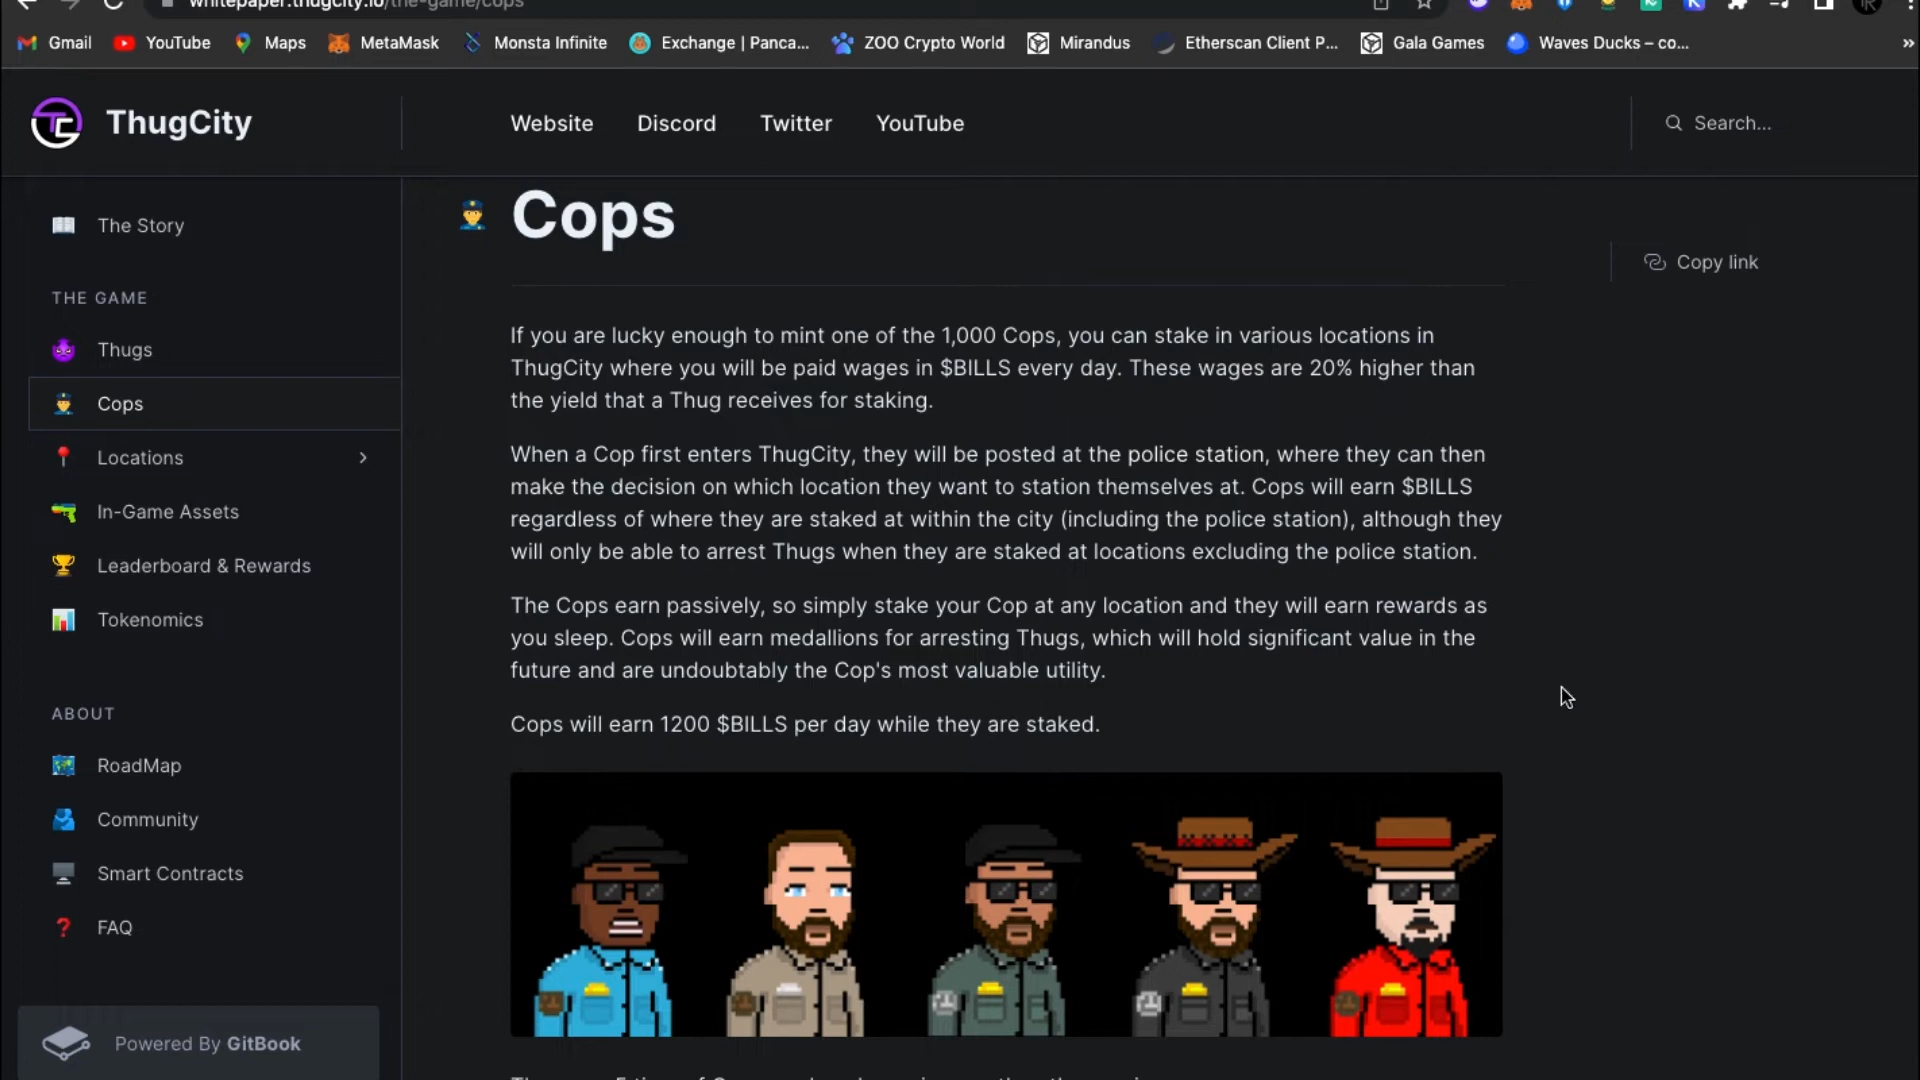 whitepaper.thugcity.io/the-game/cops
Gmail YouTube Maps MetaMask Monsta Infinite Exchange | Panca... ZOO Crypto World Mirandus Etherscan Client P... Gala Games Waves Ducks – co... »
ThugCity
Website Discord Twitter YouTube
Search...
The Story
THE GAME
Thugs
Cops
Locations
In-Game Assets
Leaderboard & Rewards
Tokenomics
ABOUT
RoadMap
Community
Smart Contracts
FAQ
Powered By GitBook
Cops
Copy link
If you are lucky enough to mint one of the 1,000 Cops, you can stake in various locations in
ThugCity where you will be paid wages in $BILLS every day. These wages are 20% higher than
the yield that a Thug receives for staking.
When a Cop first enters ThugCity, they will be posted at the police station, where they can then
make the decision on which location they want to station themselves at. Cops will earn $BILLS
regardless of where they are staked at within the city (including the police station), although they
will only be able to arrest Thugs when they are staked at locations excluding the police station.
The Cops earn passively, so simply stake your Cop at any location and they will earn rewards as
you sleep. Cops will earn medallions for arresting Thugs, which will hold significant value in the
future and are undoubtably the Cop's most valuable utility.
Cops will earn 1200 $BILLS per day while they are staked.